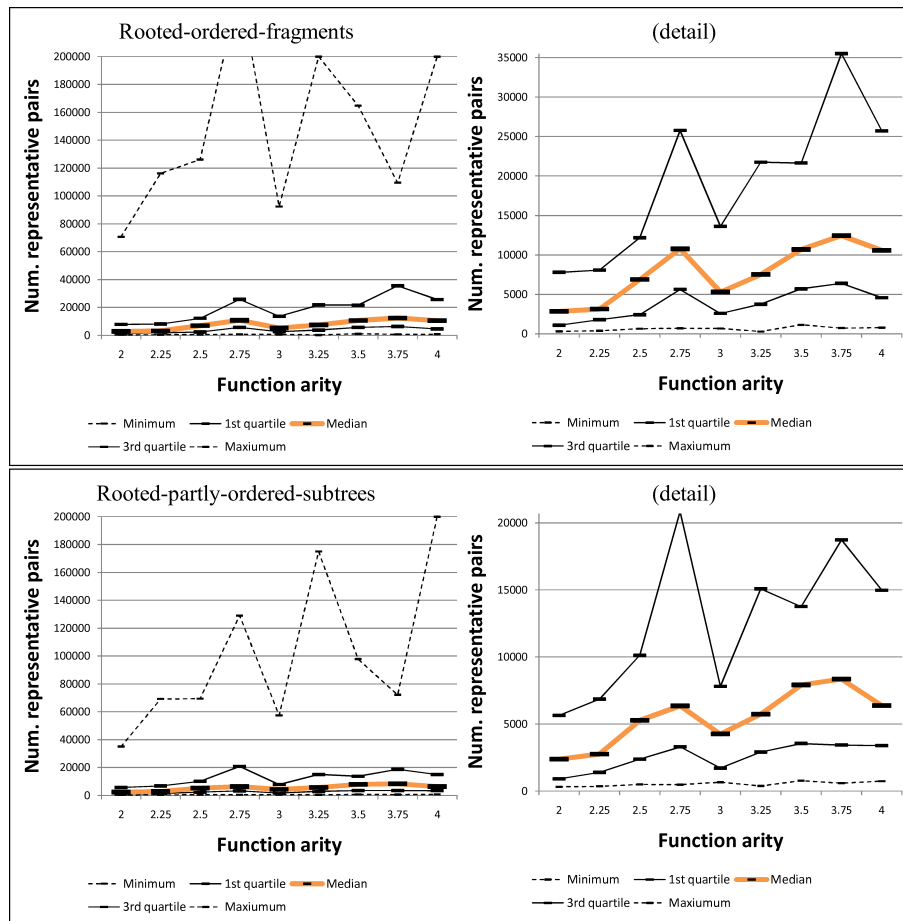 Rooted-ordered-fragments
(detail)
Num. representative pairs
200000
180000
160000
140000
120000
100000
80000
60000
40000
20000
0
2 2.25 2.5 2.75 3 3.25 3.5 3.75 4
Function arity
Minimum 1st quartile Median
3rd quartile Maxiumum
Num. representative pairs
35000
30000
25000
20000
15000
10000
5000
0
2 2.25 2.5 2.75 3 3.25 3.5 3.75 4
Function arity
Minimum 1st quartile Median
3rd quartile Maxiumum
Rooted-partly-ordered-subtrees
(detail)
Num. representative pairs
200000
180000
160000
140000
120000
100000
80000
60000
40000
20000
0
2 2.25 2.5 2.75 3 3.25 3.5 3.75 4
Function arity
Minimum 1st quartile Median
3rd quartile Maxiumum
Num. representative pairs
20000
15000
10000
5000
0
2 2.25 2.5 2.75 3 3.25 3.5 3.75 4
Function arity
Minimum 1st quartile Median
3rd quartile Maxiumum